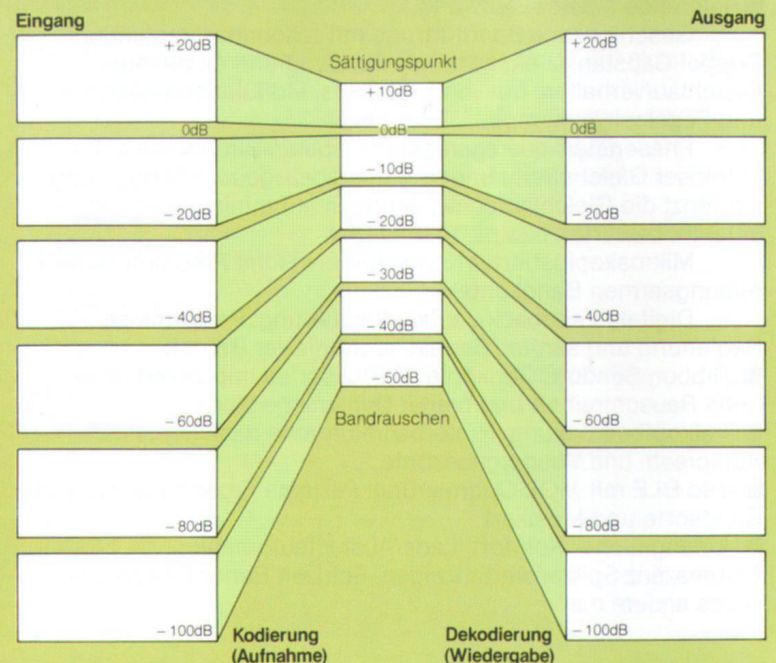 Eingang
+20dB
0dB
−20dB
−40dB
−60dB
−80dB
−100dB
Sättigungspunkt
+10dB
0dB
−10dB
−20dB
−30dB
−40dB
−50dB
Bandrauschen
Ausgang
+20dB
0dB
−20dB
−40dB
−60dB
−80dB
−100dB
Kodierung
(Aufnahme)
Dekodierung
(Wiedergabe)